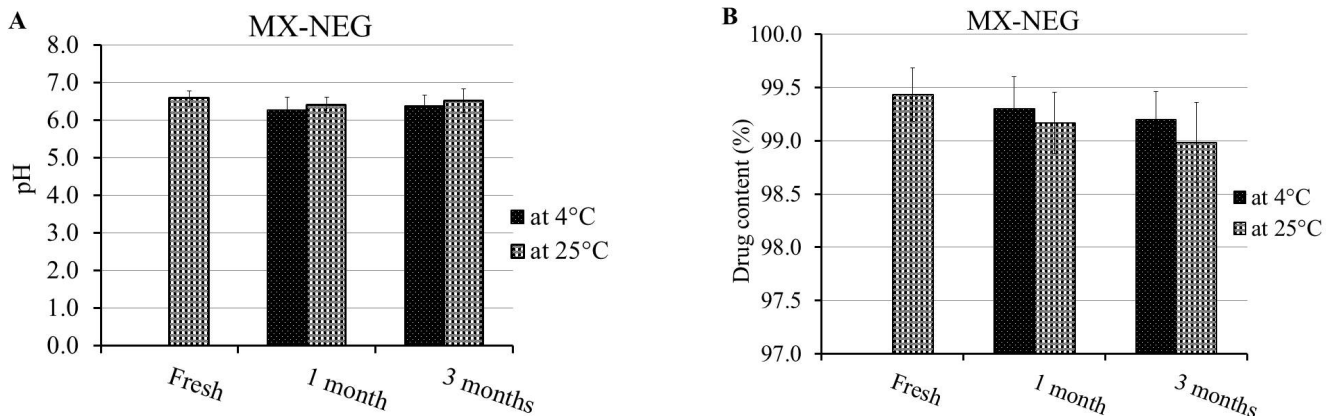 A
MX-NEG
8.0
7.0
6.0
5.0
4.0
3.0
2.0
1.0
0.0
pH
Fresh
1 month
3 months
at 4°C
at 25°C
B
MX-NEG
100.0
99.5
99.0
98.5
98.0
97.5
97.0
Drug content (%)
Fresh
1 month
3 months
at 4°C
at 25°C